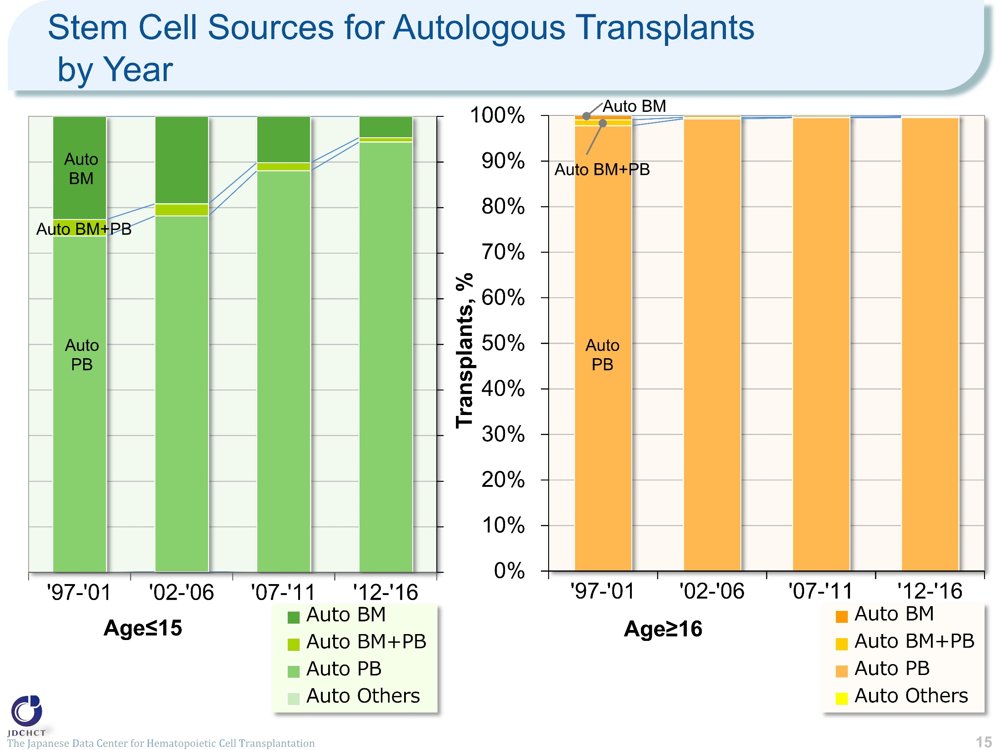 Stem Cell Sources for Autologous Transplants
by Year
Auto
BM
Auto BM+PB
Auto
PB
'97-'01 '02-'06 '07-'11 '12-'16
Age≤15
Auto BM
Auto BM+PB
Auto PB
Auto Others
Transplants, %
100%
90%
80%
70%
60%
50%
40%
30%
20%
10%
0%
Auto BM
Auto BM+PB
Auto
PB
'97-'01 '02-'06 '07-'11 '12-'16
Age≥16
Auto BM
Auto BM+PB
Auto PB
Auto Others
JDCHCT
The Japanese Data Center for Hematopoietic Cell Transplantation
15